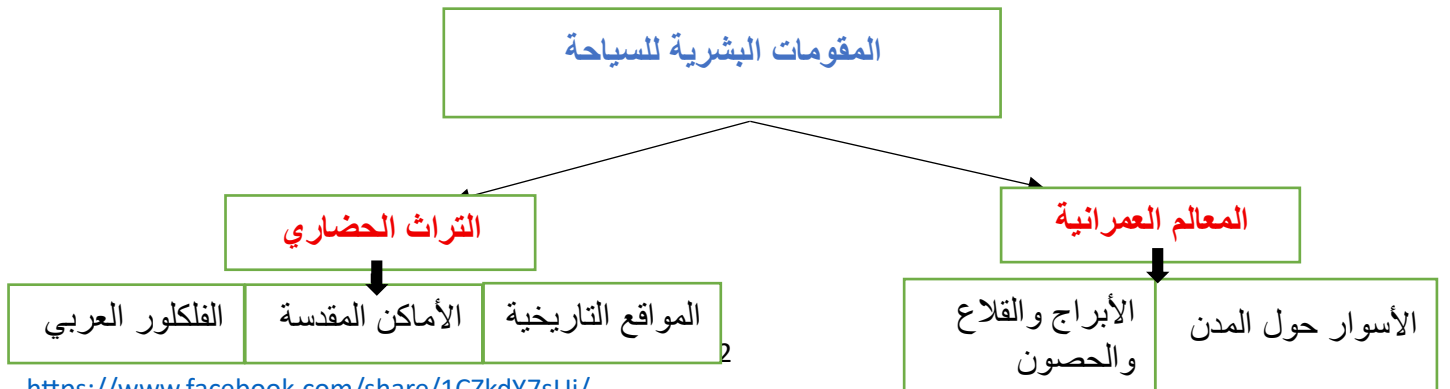 المقومات البشرية للسياحة
المعالم العمرانية
التراث الحضاري
الأسوار حول المدن
الأبراج والقلاع
والحصون
المواقع التاريخية
الأماكن المقدسة
الفلكلور العربي
2